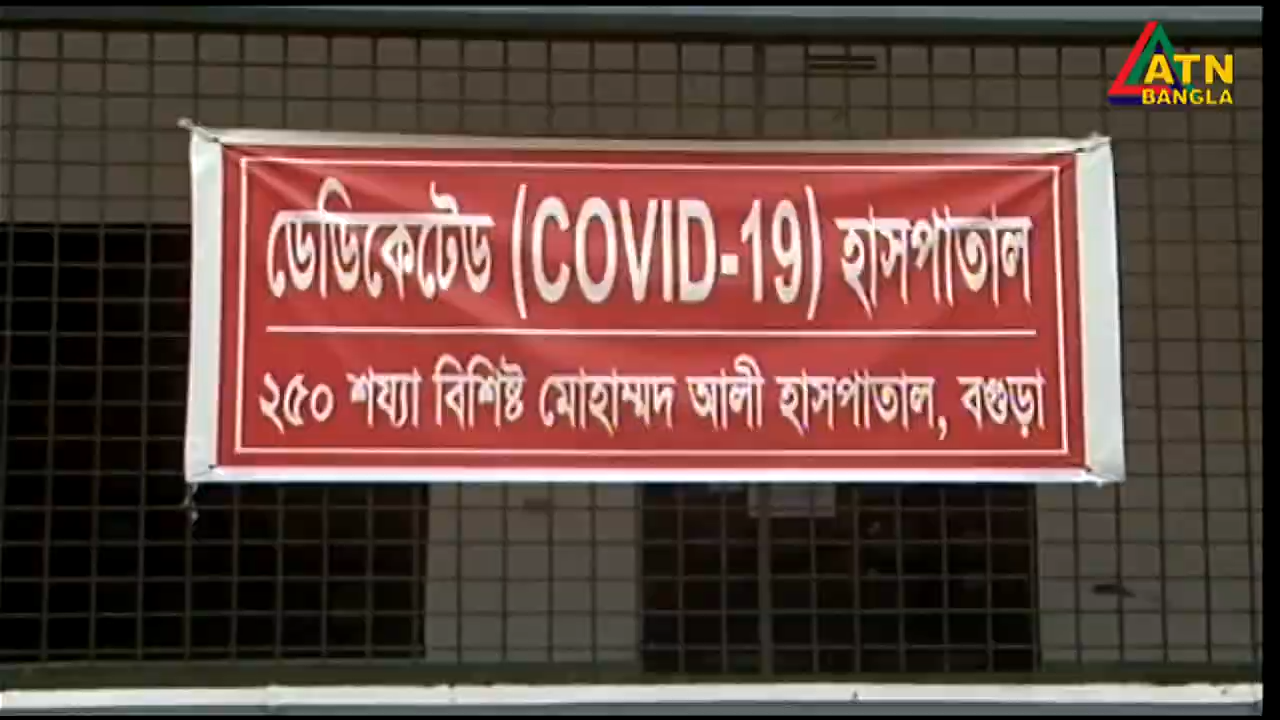 ATN
BANGLA
ডেডিকেটেড (COVID-19) হাসপাতাল
২৫০ শয্যা বিশিষ্ট মোহাম্মদ আলী হাসপাতাল, বগুড়া